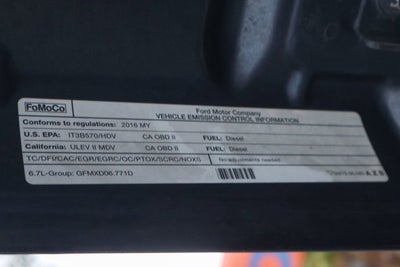 FoMoCo
Ford Motor Company
VEHICLE EMISSION CONTROL INFORMATION
Conforms to regulations: 2016 MY
U.S. EPA: IT3B570/HDV CA OBD II FUEL: Diesel
California: ULEV II MDV CA OBD II FUEL: Diesel
TC/DFI/CAC/EGR/EGRC/OC/PTOX/SCRC/NOXS No adjustments needed.
6.7L-Group: GFMXD06.771D